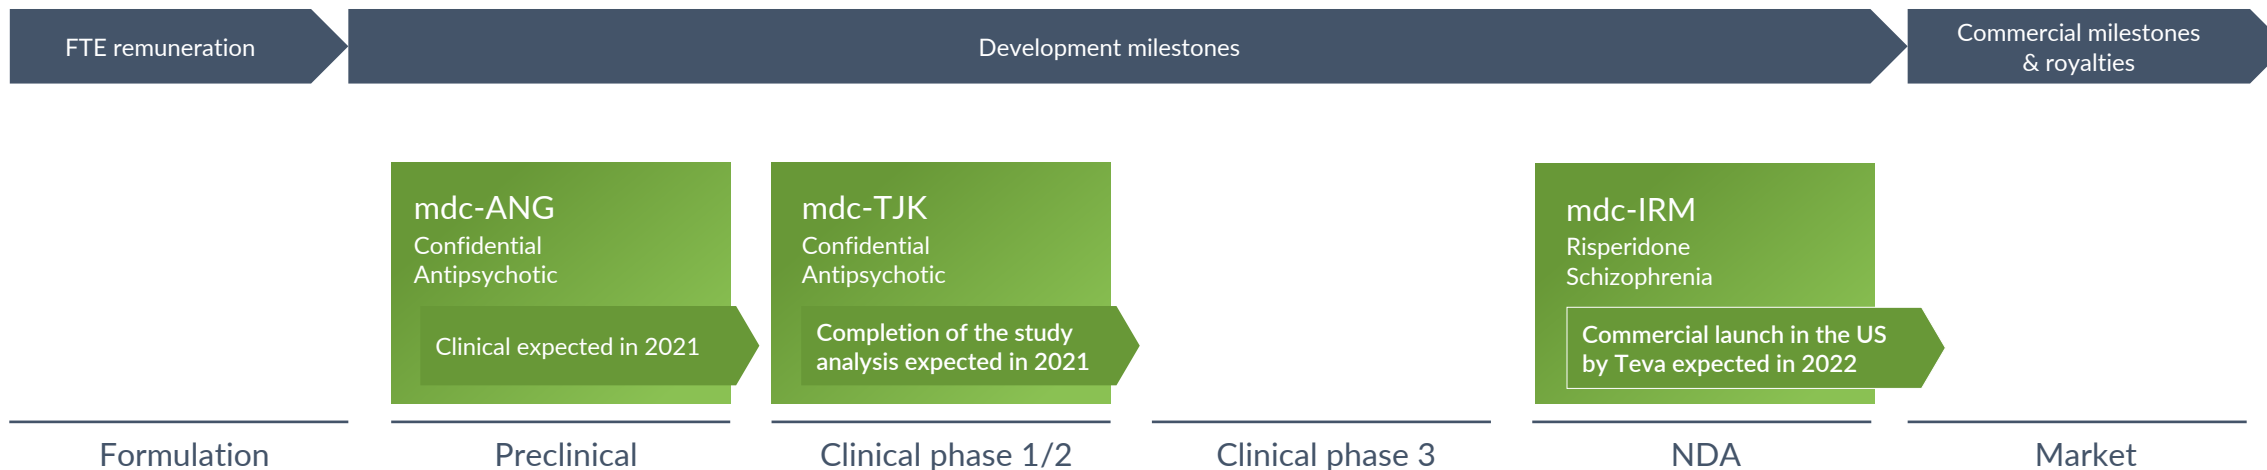 FTE remuneration
Development milestones
Commercial milestones
& royalties
mdc-ANG
Confidential
Antipsychotic
Clinical expected in 2021
mdc-TJK
Confidential
Antipsychotic
Completion of the study
analysis expected in 2021
mdc-IRM
Risperidone
Schizophrenia
Commercial launch in the US
by Teva expected in 2022
Formulation
Preclinical
Clinical phase 1/2
Clinical phase 3
NDA
Market